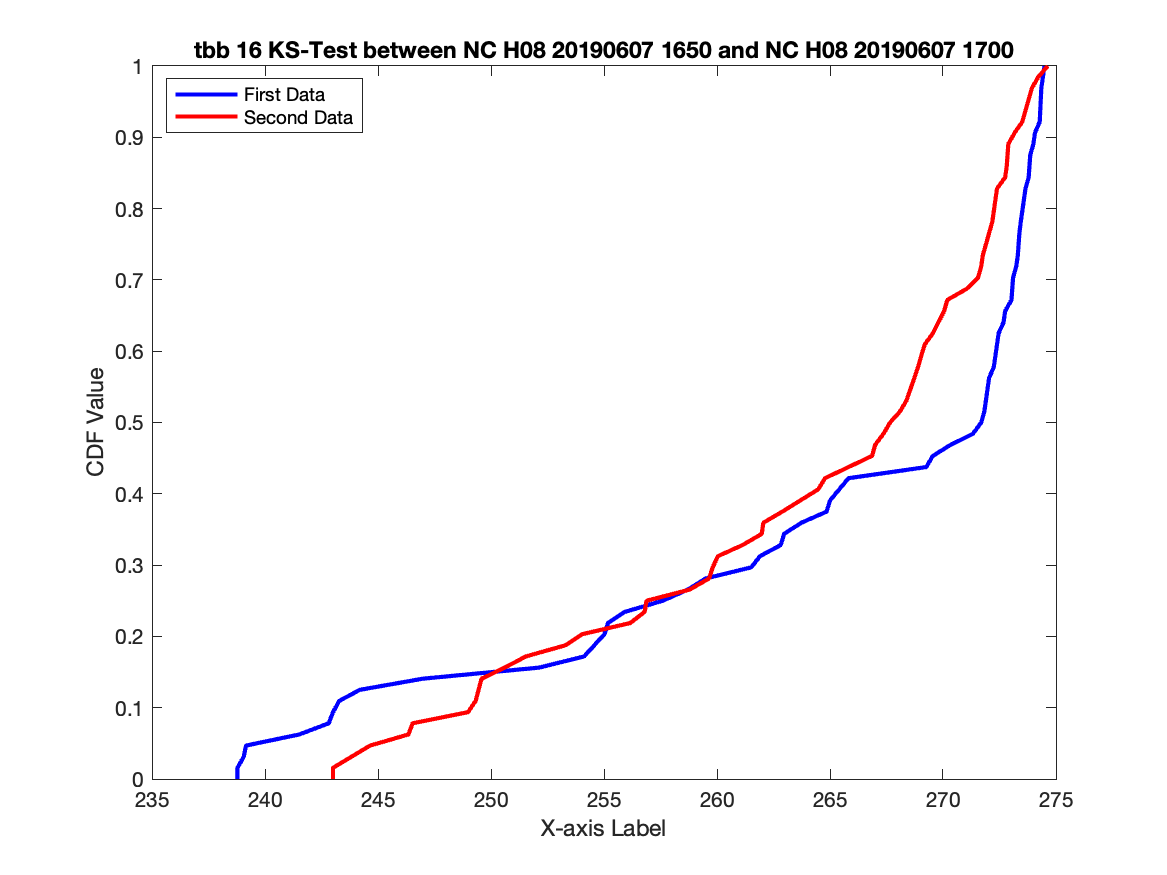 tbb 16 KS-Test between NC H08 20190607 1650 and NC H08 20190607 1700
First Data
Second Data
1
0.9
0.8
0.7
0.6
0.5
0.4
0.3
0.2
0.1
0
CDF Value
235 240 245 250 255 260 265 270 275
X-axis Label